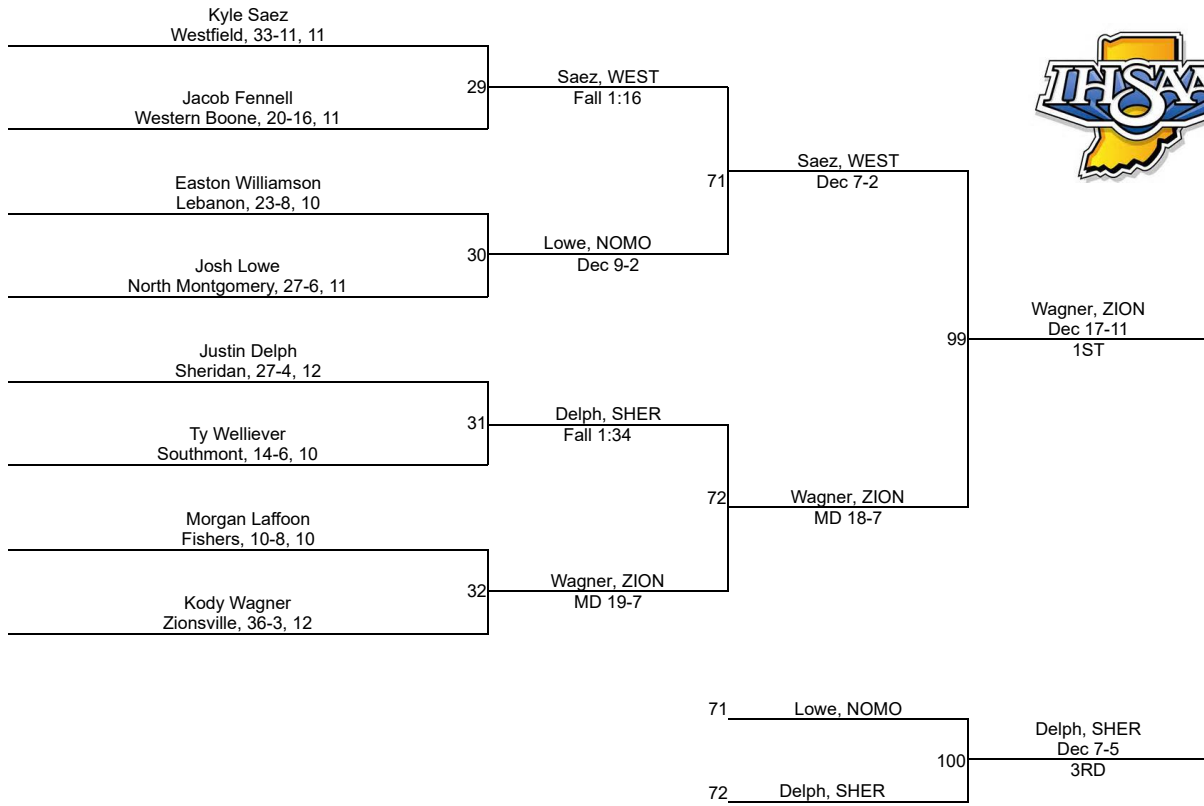 Kyle Saez
Westfield, 33-11, 11
Jacob Fennell
Western Boone, 20-16, 11
29
Saez, WEST
Fall 1:16
Easton Williamson
Lebanon, 23-8, 10
Josh Lowe
North Montgomery, 27-6, 11
30
Lowe, NOMO
Dec 9-2
71
Saez, WEST
Dec 7-2
Justin Delph
Sheridan, 27-4, 12
Ty Welliever
Southmont, 14-6, 10
31
Delph, SHER
Fall 1:34
Morgan Laffoon
Fishers, 10-8, 10
Kody Wagner
Zionsville, 36-3, 12
32
Wagner, ZION
MD 19-7
72
Wagner, ZION
MD 18-7
99
Wagner, ZION
Dec 17-11
1ST
IHSAA
71
Lowe, NOMO
72
Delph, SHER
100
Delph, SHER
Dec 7-5
3RD